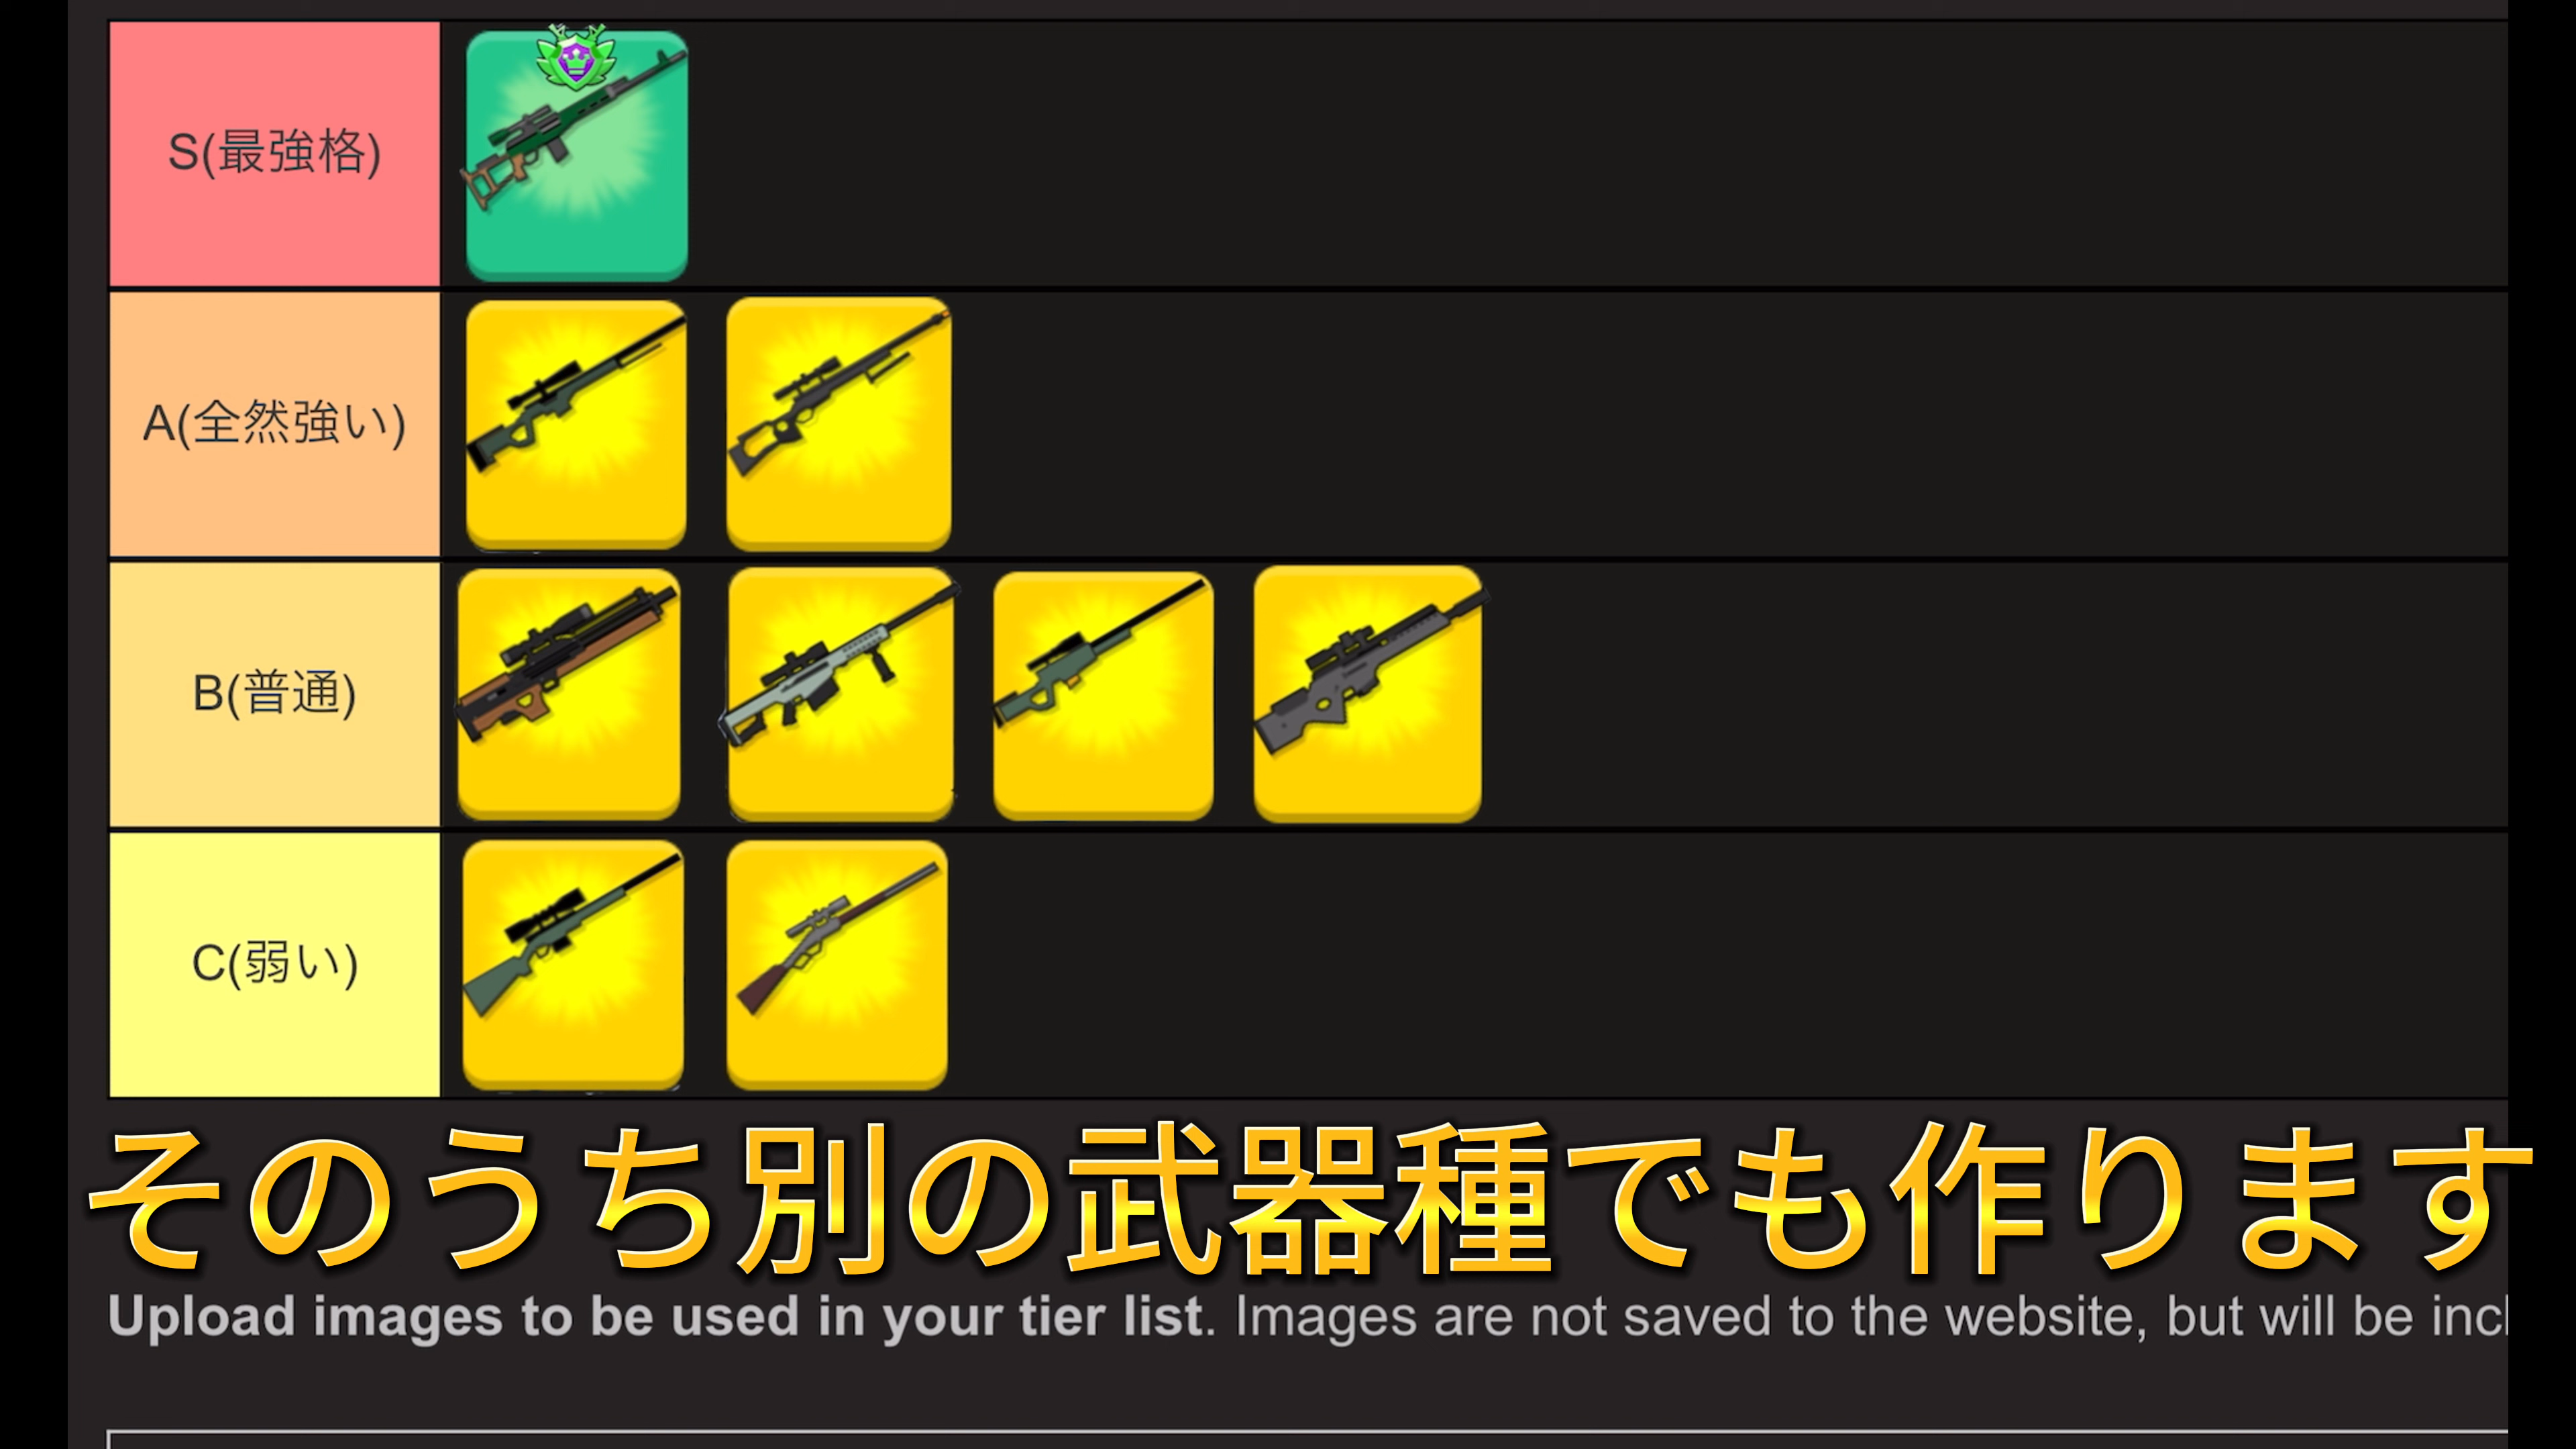 S(最強格)
A(全然強い)
B(普通)
C(弱い)
そのうち別の武器種でも作ります
Upload images to be used in your tier list. Images are not saved to the website, but will be incl